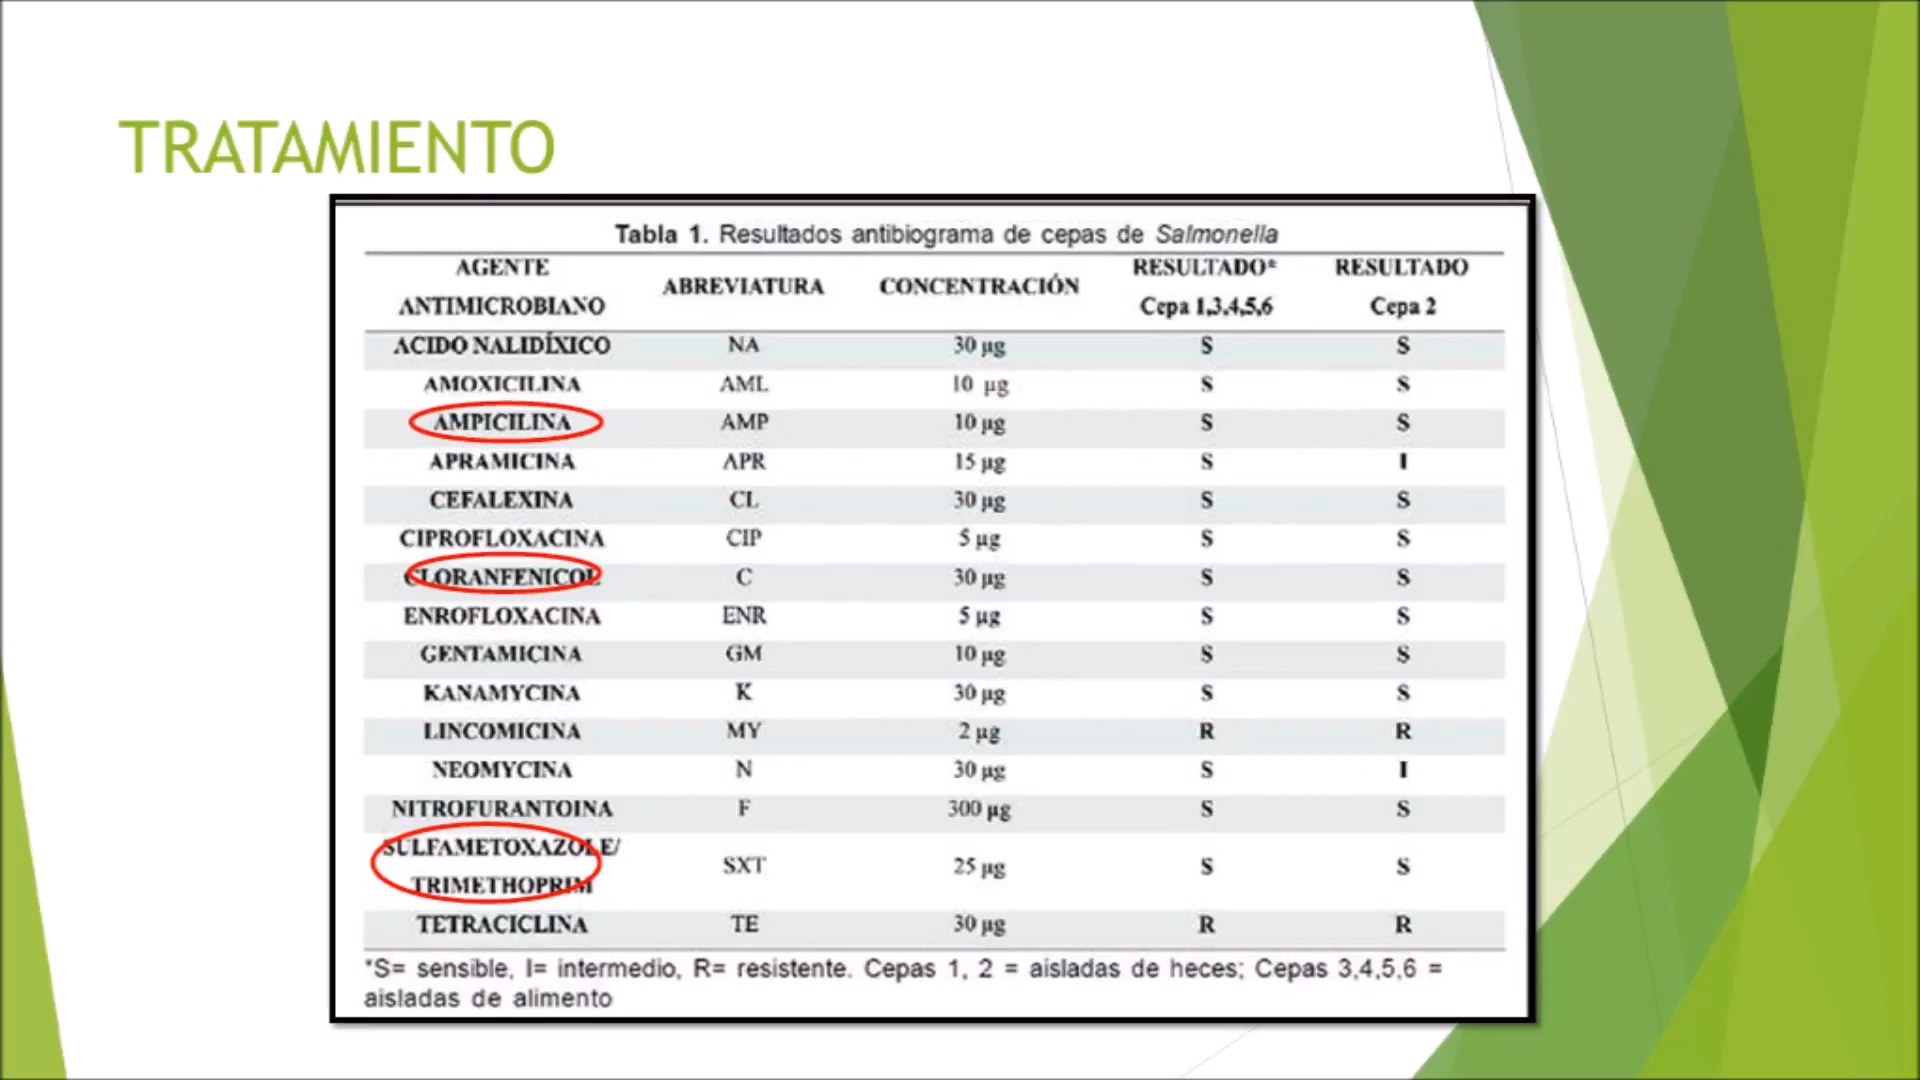 TRATAMIENTO
Tabla 1. Resultados antibiograma de cepas de Salmonella
AGENTE ANTIMICROBIANO ABREVIATURA CONCENTRACIÓN RESULTADO* Cepa 1,3,4,5,6 RESULTADO Cepa 2
ACIDO NALIDÍXICO NA 30 µg S S
AMOXICILINA AML 10 µg S S
AMPICILINA AMP 10 µg S S
APRAMICINA APR 15 µg S I
CEFALEXINA CL 30 µg S S
CIPROFLOXACINA CIP 5 µg S S
CLORANFENICOL C 30 µg S S
ENROFLOXACINA ENR 5 µg S S
GENTAMICINA GM 10 µg S S
KANAMYCINA K 30 µg S S
LINCOMICINA MY 2 µg R R
NEOMYCINA N 30 µg S I
NITROFURANTOINA F 300 µg S S
SULFAMETOXAZOLE/
TRIMETHOPRIM SXT 25 µg S S
TETRACICLINA TE 30 µg R R
*S= sensible, I= intermedio, R= resistente. Cepas 1, 2 = aisladas de heces; Cepas 3,4,5,6 =
aisladas de alimento